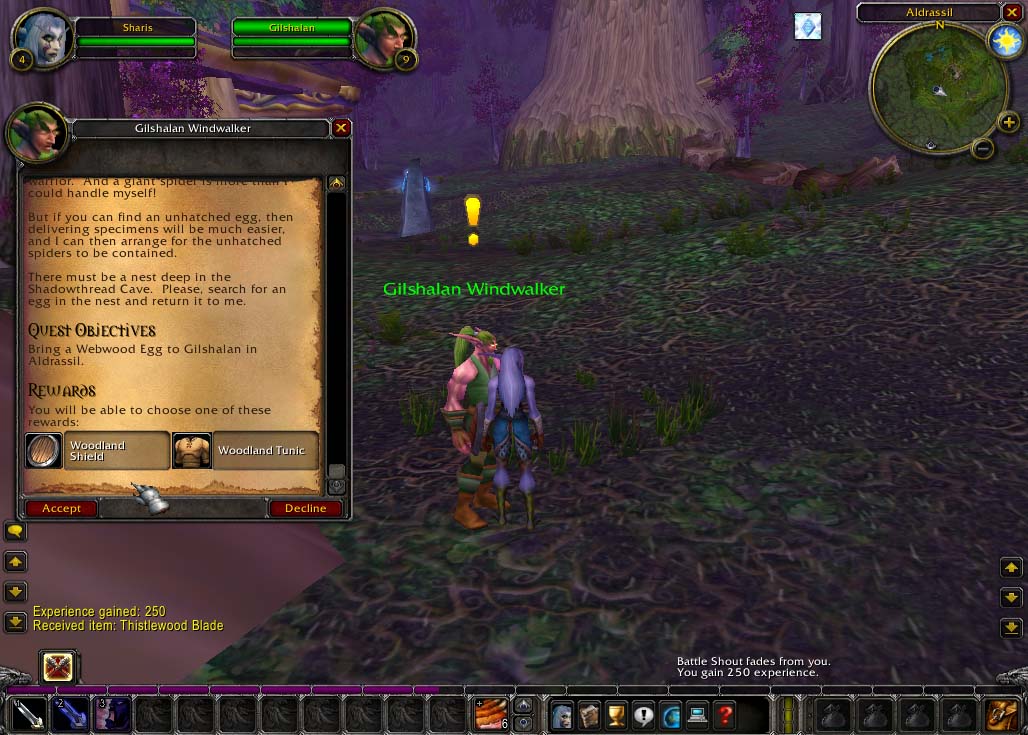 Sharis
4
Gilshalan
9
Aldrassil
N
Gilshalan Windwalker
warrior. And a giant spider is more than I
could handle myself!
But if you can find an unhatched egg, then
delivering specimens will be much easier,
and I can then arrange for the unhatched
spiders to be contained.
There must be a nest deep in the
Shadowthread Cave. Please, search for an
egg in the nest and return it to me.
Quest Objectives
Bring a Webwood Egg to Gilshalan in
Aldrassil.
Rewards
You will be able to choose one of these
rewards:
Woodland
Shield
Woodland Tunic
Accept
Decline
Gilshalan Windwalker
Experience gained: 250
Received item: Thistlewood Blade
Battle Shout fades from you.
You gain 250 experience.
1
2
3
6